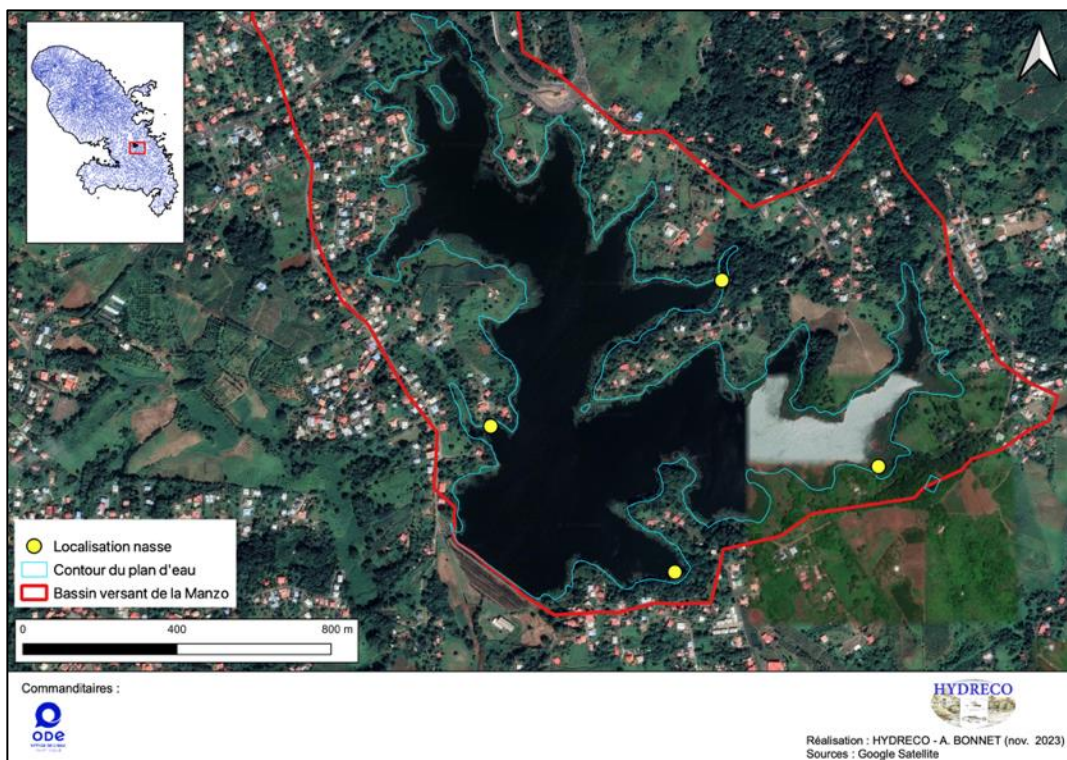 Localisation nasse
Contour du plan d'eau
Bassin versant de la Manzo
0 400 800 m
Commanditaires :
ODE
HYDRECO
Réalisation : HYDRECO - A. BONNET (nov. 2023)
Sources : Google Satellite